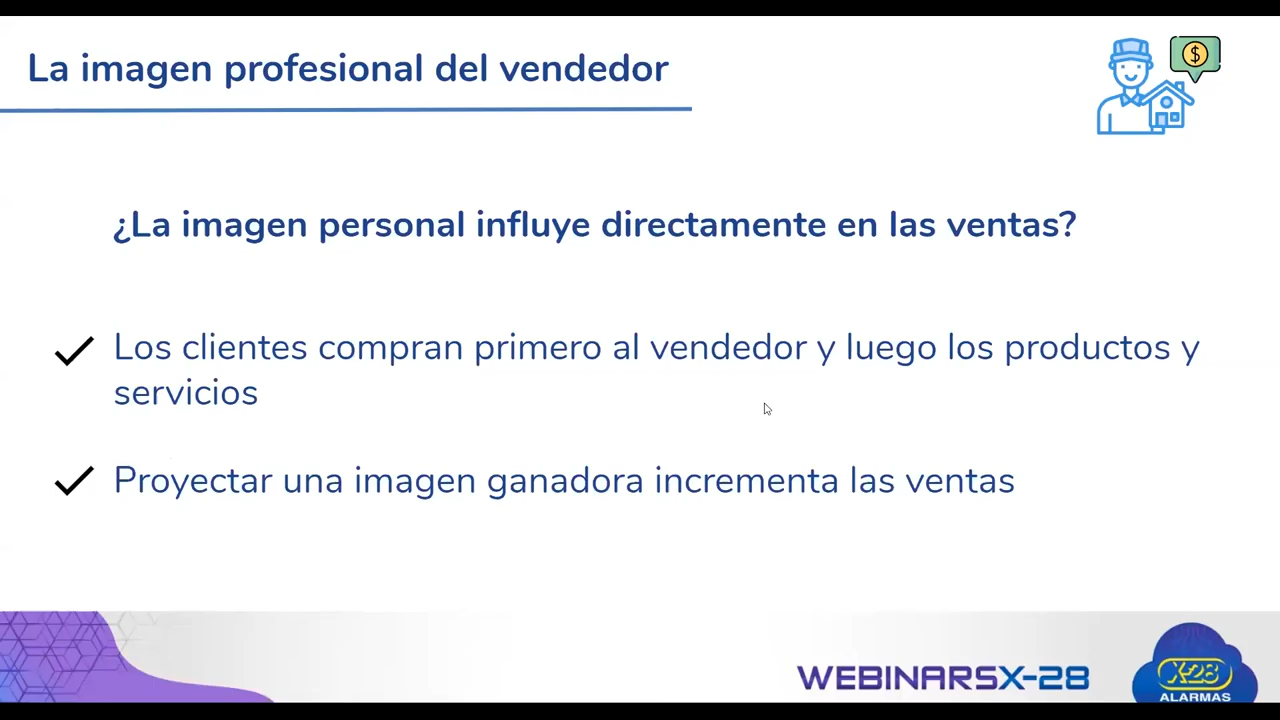 La imagen profesional del vendedor
$
¿La imagen personal influye directamente en las ventas?
Los clientes compran primero al vendedor y luego los productos y
servicios
Proyectar una imagen ganadora incrementa las ventas
WEBINARSX-28
X-28
ALARMAS